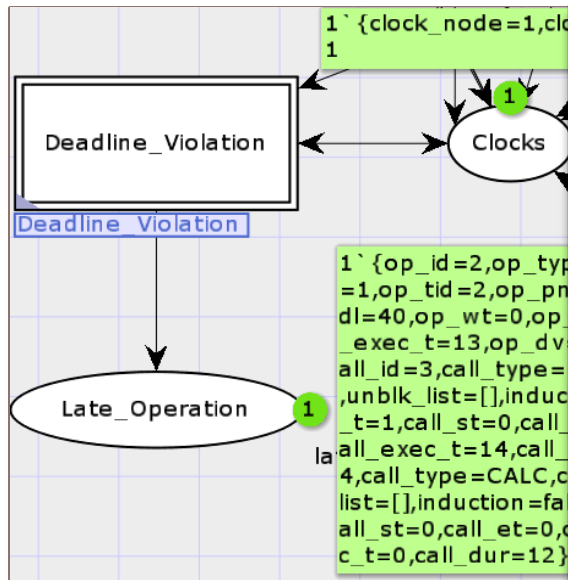 1`{clock_node=1,clo
1
1
Deadline_Violation
Clocks
Deadline_Violation
1`{op_id=2,op_typ
=1,op_tid=2,op_pr
dl=40,op_wt=0,op_
_exec_t=13,op_dv=
all_id=3,call_type=
,unblk_list=[],induc
_t=1,call_st=0,call_
all_exec_t=14,call_
4,call_type=CALC,c
list=[],induction=fal
all_st=0,call_et=0,c
c_t=0,call_dur=12}
Late_Operation
1
la